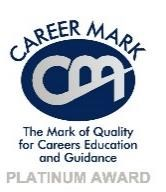 CAREER MARK
cm
The Mark of Quality
for Careers Education
and Guidance
PLATINUM AWARD